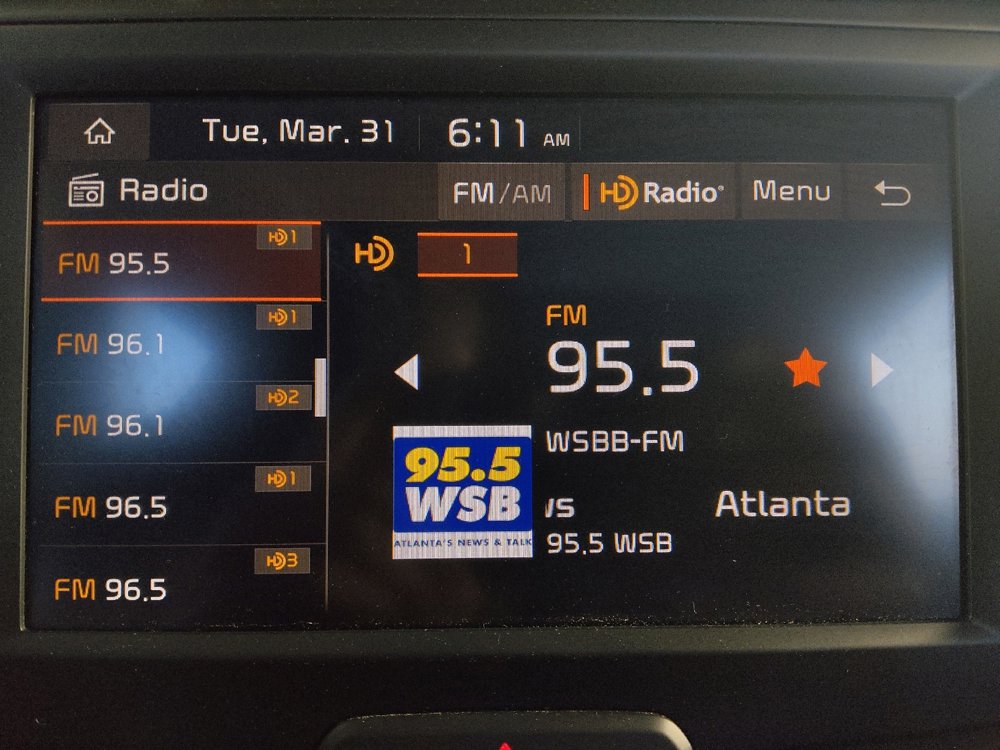 Tue, Mar. 31 6:11 AM
Radio FM/AM HD Radio® Menu
HD1
FM 95.5
HD1
FM 96.1
HD2
FM 96.1
HD1
FM 96.5
HD3
FM 96.5
HD 1
FM
95.5
WSBB-FM
95.5
WSB
ATLANTA'S NEWS & TALK
Atlanta
95.5 WSB